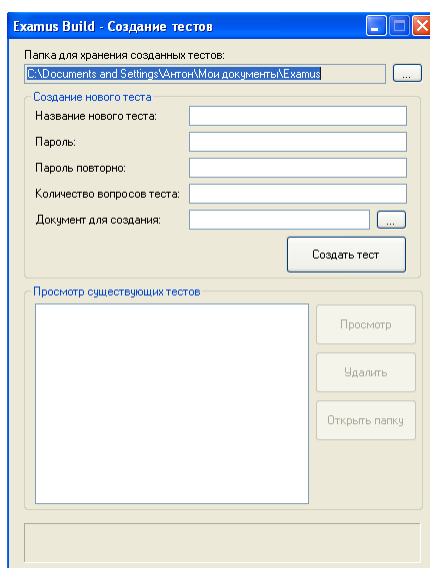 Examus Build - Создание тестов
Папка для хранения созданных тестов:
C:\Documents and Settings\Антон\Мои документы\Examus
...
Создание нового теста
Название нового теста:
Пароль:
Пароль повторно:
Количество вопросов теста:
Документ для создания:
...
Создать тест
Просмотр существующих тестов
Просмотр
Удалить
Открыть папку